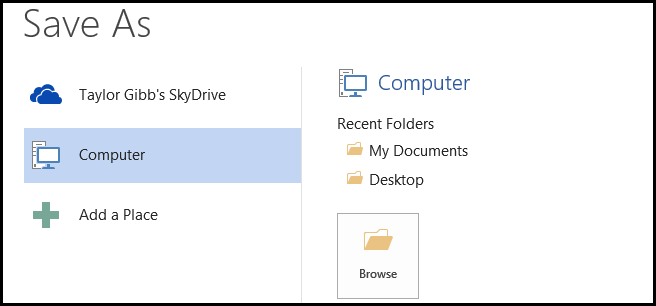 Save As
Taylor Gibb's SkyDrive
Computer
Add a Place
Computer
Recent Folders
My Documents
Desktop
Browse